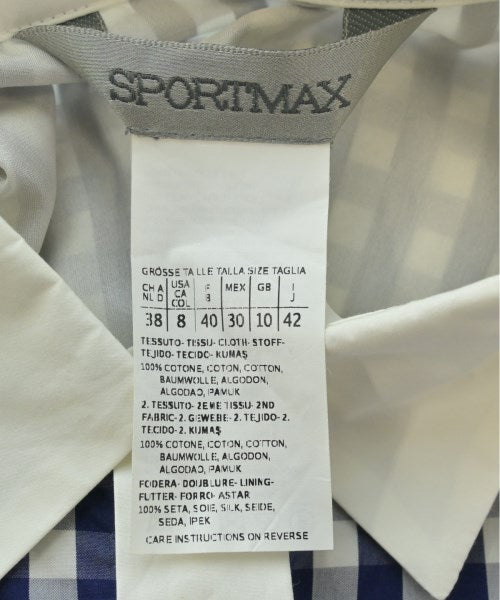 SPORTMAX
GRÖSSE TAILLE TALLA SIZE TAGLIA
CH A USA F MEX GB I
NL D CA B J
COL
38 8 40 30 10 42
TESSUTO- TISSU- CLOTH- STOFF-
TEJIDO- TECIDO- KUMAŞ
100% COTONE, COTON, COTTON,
BAUMWOLLE, ALGODON,
ALGODAO, PAMUK
2. TESSUTO- 2EME TISSU- 2ND
FABRIC- 2. GEWEBE- 2. TEJIDO- 2.
TECIDO- 2. KUMAŞ
100% COTONE, COTON, COTTON,
BAUMWOLLE, ALGODON,
ALGODAO, PAMUK
FODERA- DOUBLURE- LINING-
FUTTER- FORRO- ASTAR
100% SETA, SOIE, SILK, SEIDE,
SEDA, IPEK
CARE INSTRUCTIONS ON REVERSE